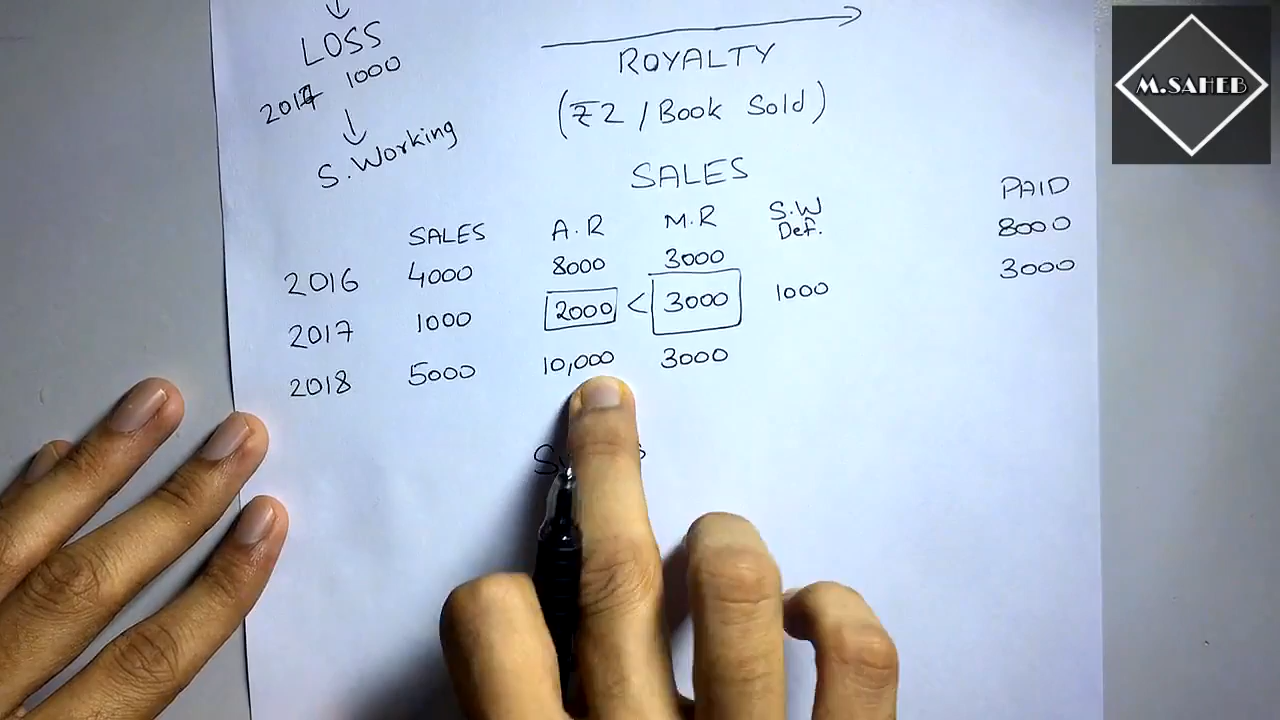 LOSS
2017 1000
S. Working
ROYALTY
(₹2 / Book Sold)
SALES
SALES A.R M.R S.W Def. PAID
2016 4000 8000 3000 8000
2017 1000 2000 < 3000 1000 3000
2018 5000 10,000 3000
M.SAHEB